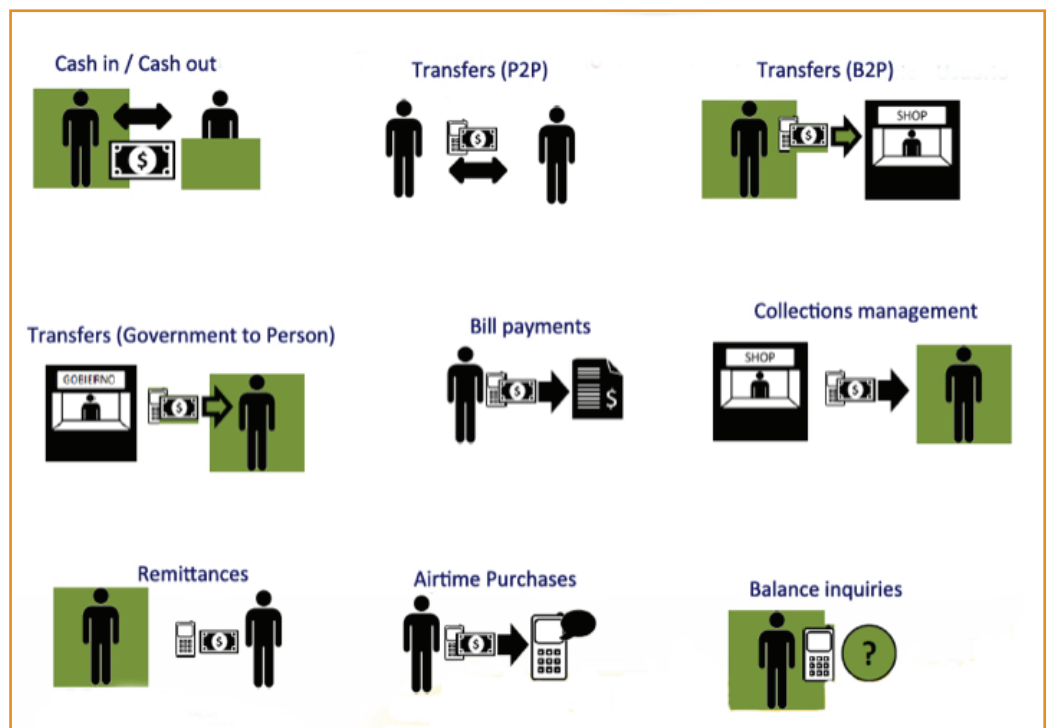 Cash in / Cash out
Transfers (P2P)
Transfers (B2P)
$
$
$
SHOP
Transfers (Government to Person)
Bill payments
Collections management
GOBIERNO
$
$
$
SHOP
$
Remittances
Airtime Purchases
Balance inquiries
$
$
?